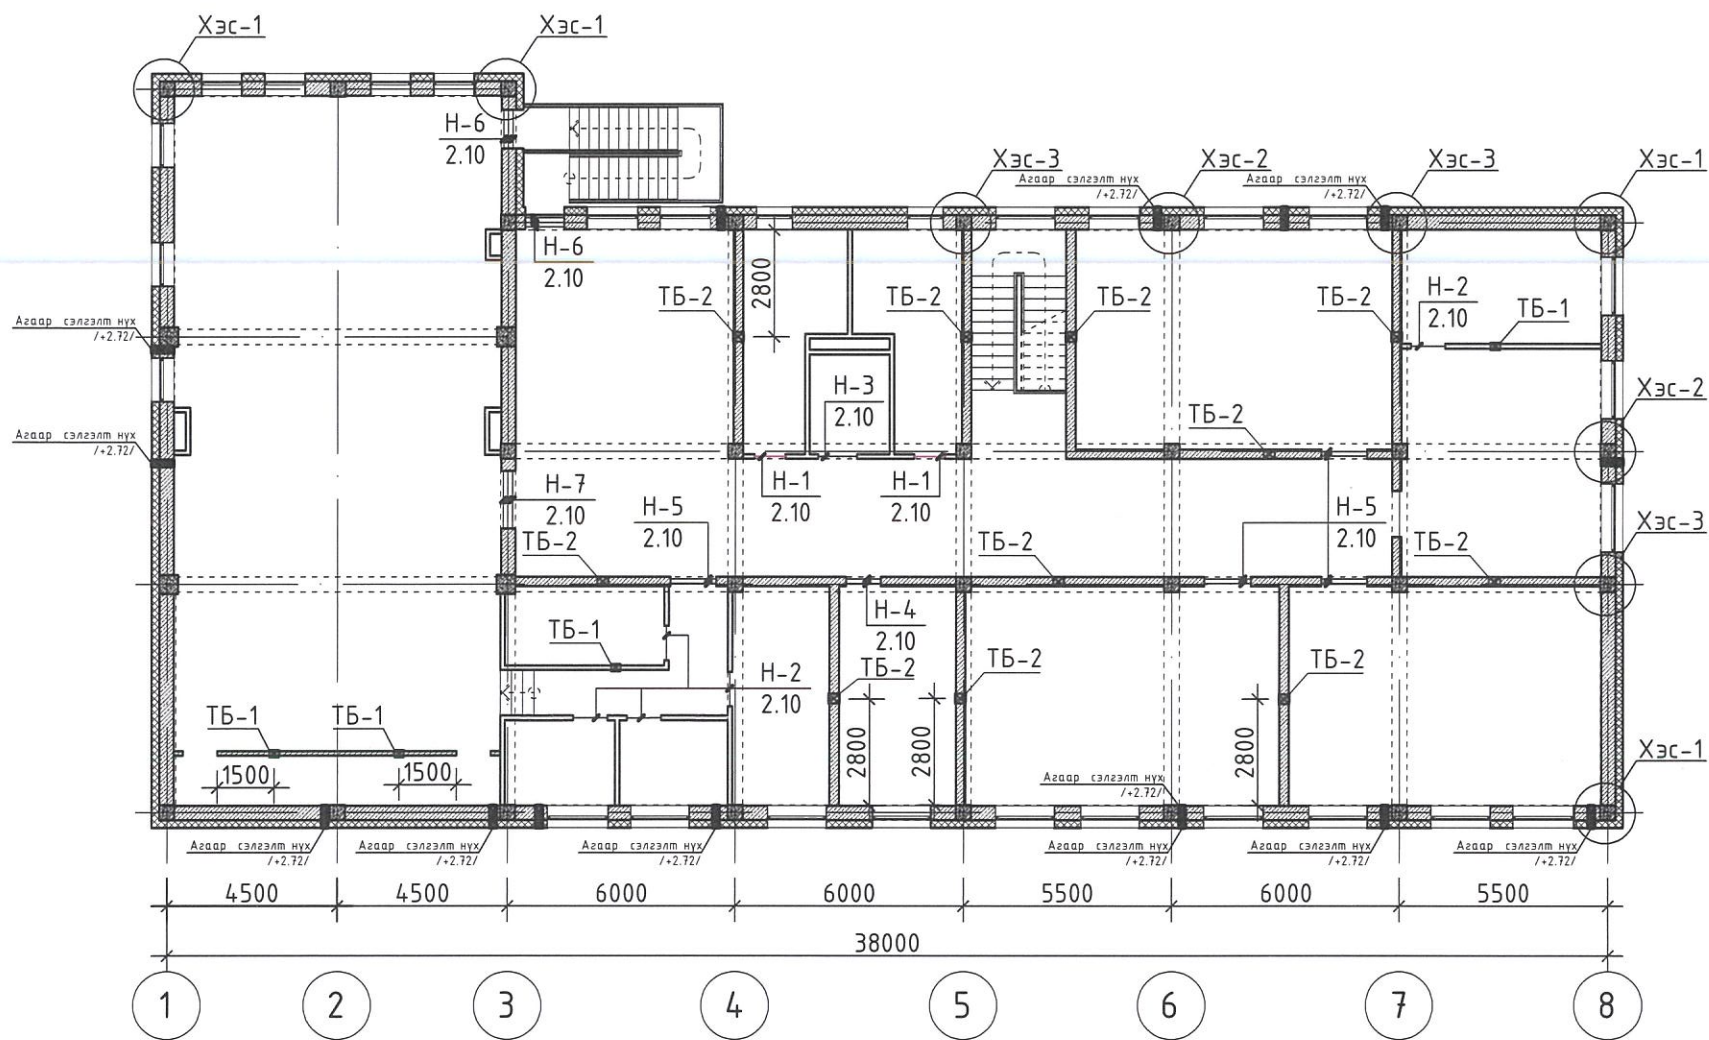 Хэс-1
Хэс-1
Н-6
2.10
Хэс-3
Хэс-2
Хэс-3
Хэс-1
Агаар сэлгэлт нүх
/+2.72/
Агаар сэлгэлт нүх
/+2.72/
Н-6
2.10
2800
ТБ-2
ТБ-2
ТБ-2
ТБ-2
Н-2
2.10
ТБ-1
Агаар сэлгэлт нүх
/+2.72/
Н-3
2.10
ТБ-2
Хэс-2
Агаар сэлгэлт нүх
/+2.72/
Н-7
2.10
Н-1
2.10
Н-1
2.10
Н-5
2.10
Н-5
2.10
Хэс-3
ТБ-2
ТБ-2
ТБ-2
Н-4
2.10
ТБ-1
ТБ-2
ТБ-2
ТБ-2
Н-2
2.10
ТБ-1
ТБ-1
2800
2800
2800
Хэс-1
1500
1500
Агаар сэлгэлт нүх
/+2.72/
Агаар сэлгэлт нүх
/+2.72/
Агаар сэлгэлт нүх
/+2.72/
Агаар сэлгэлт нүх
/+2.72/
Агаар сэлгэлт нүх
/+2.72/
Агаар сэлгэлт нүх
/+2.72/
Агаар сэлгэлт нүх
/+2.72/
4500
4500
6000
6000
5500
6000
5500
38000
1
2
3
4
5
6
7
8